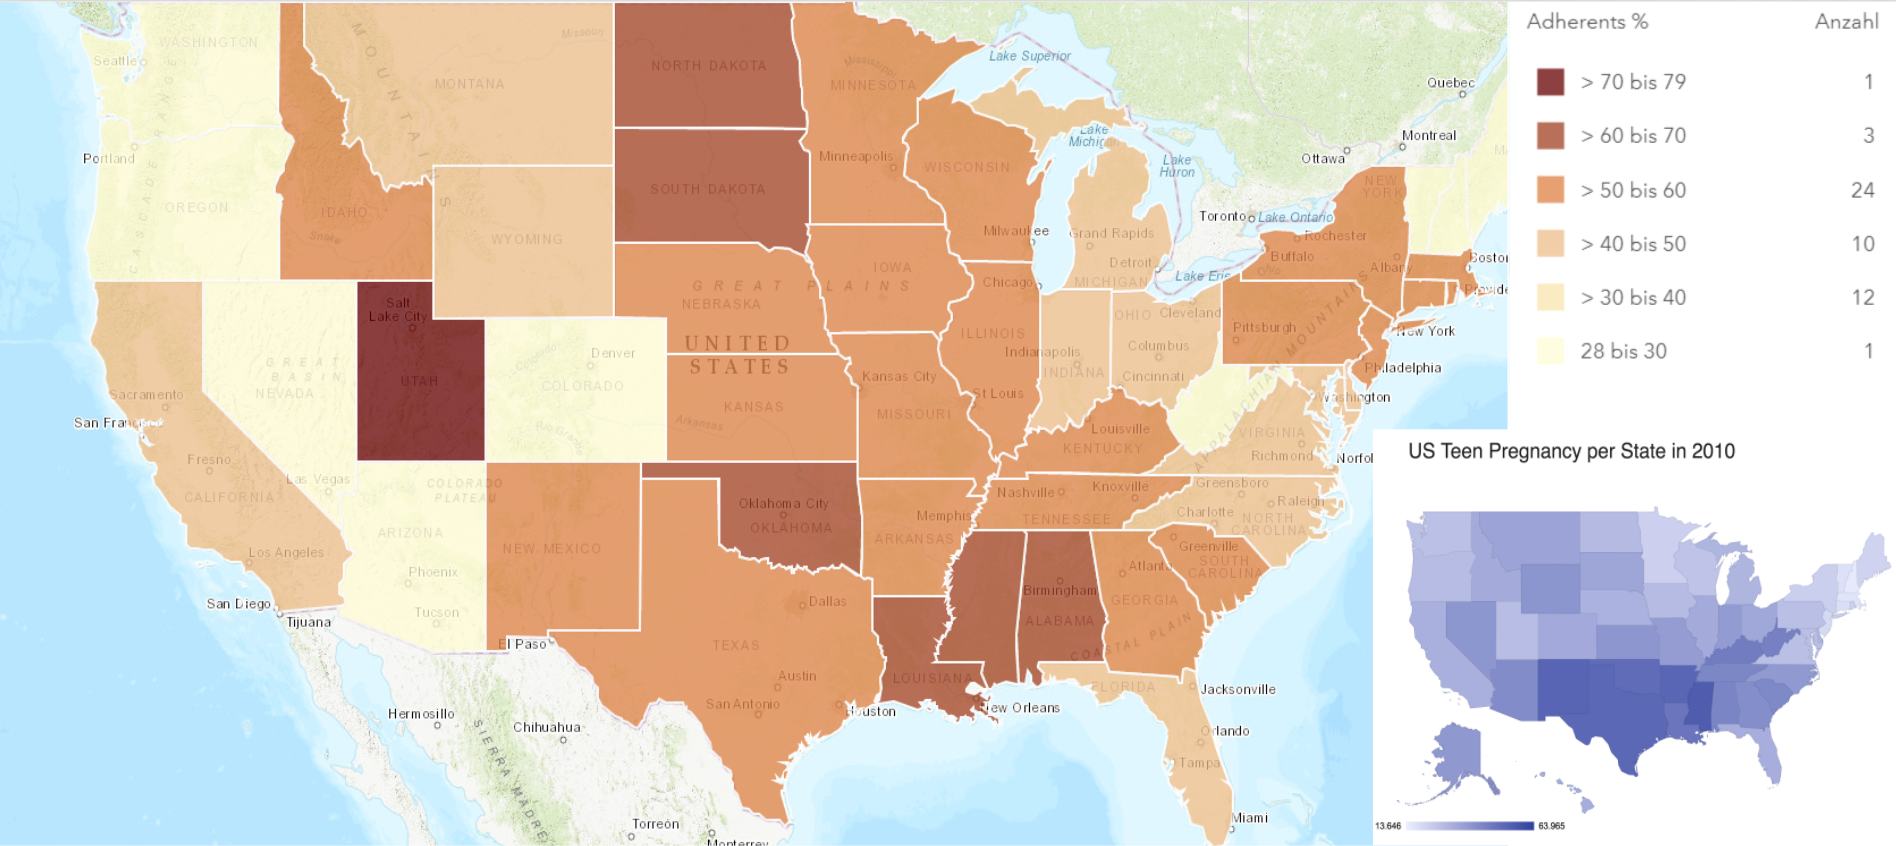 Adherents % Anzahl
> 70 bis 79 1
> 60 bis 70 3
> 50 bis 60 24
> 40 bis 50 10
> 30 bis 40 12
28 bis 30 1
US Teen Pregnancy per State in 2010
13.646 63.965
WASHINGTON
Seattle
Portland
OREGON
CASCADE RANGE
MOUNTAINS
Missouri
MONTANA
IDAHO
Snake
WYOMING
NORTH DAKOTA
SOUTH DAKOTA
Mississippi
MINNESOTA
Minneapolis
WISCONSIN
Milwaukee
Lake Superior
Lake
Michig
Lake
Huron
Grand Rapids
Detroit
MICHIGAN
Quebec
Montreal
Ottawa
Toronto
Lake Ontario
Lake Erie
NEW
YORK
Rochester
Buffalo
Albany
Boston
Provide
New York
Philadelphia
Washington
Ohio
Pittsburgh
APPALACHIAN MOUNTAINS
Salt
Lake City
UTAH
GREAT
BASIN
NEVADA
Sacramento
San Fran
Fresno
CALIFORNIA
Las Vegas
Los Angeles
San Diego
Tijuana
COLORADO
PLATEAU
ARIZONA
Phoenix
Tucson
Colorado
Denver
COLORADO
Rio Grande
NEW MEXICO
El Paso
GREAT PLAINS
NEBRASKA
UNITED
STATES
KANSAS
Arkansas
IOWA
Kansas City
MISSOURI
St Louis
Chicago
ILLINOIS
Indianapolis
INDIANA
OHIO
Cleveland
Columbus
Cincinnati
Louisville
KENTUCKY
VIRGINIA
Richmond
Norfol
Nashville
Knoxville
TENNESSEE
Memphis
Greensboro
Raleigh
Charlotte
NORTH
CAROLINA
Greenville
SOUTH
CAROLINA
Atlanta
GEORGIA
COASTAL PLAIN
Birmingham
ALABAMA
Oklahoma City
OKLAHOMA
ARKANSAS
Dallas
TEXAS
Austin
San Antonio
Houston
LOUISIANA
New Orleans
FLORIDA
Jacksonville
Orlando
Tampa
Miami
Hermosillo
Chihuahua
SIERRA MADRE
Torreón
Monterrey